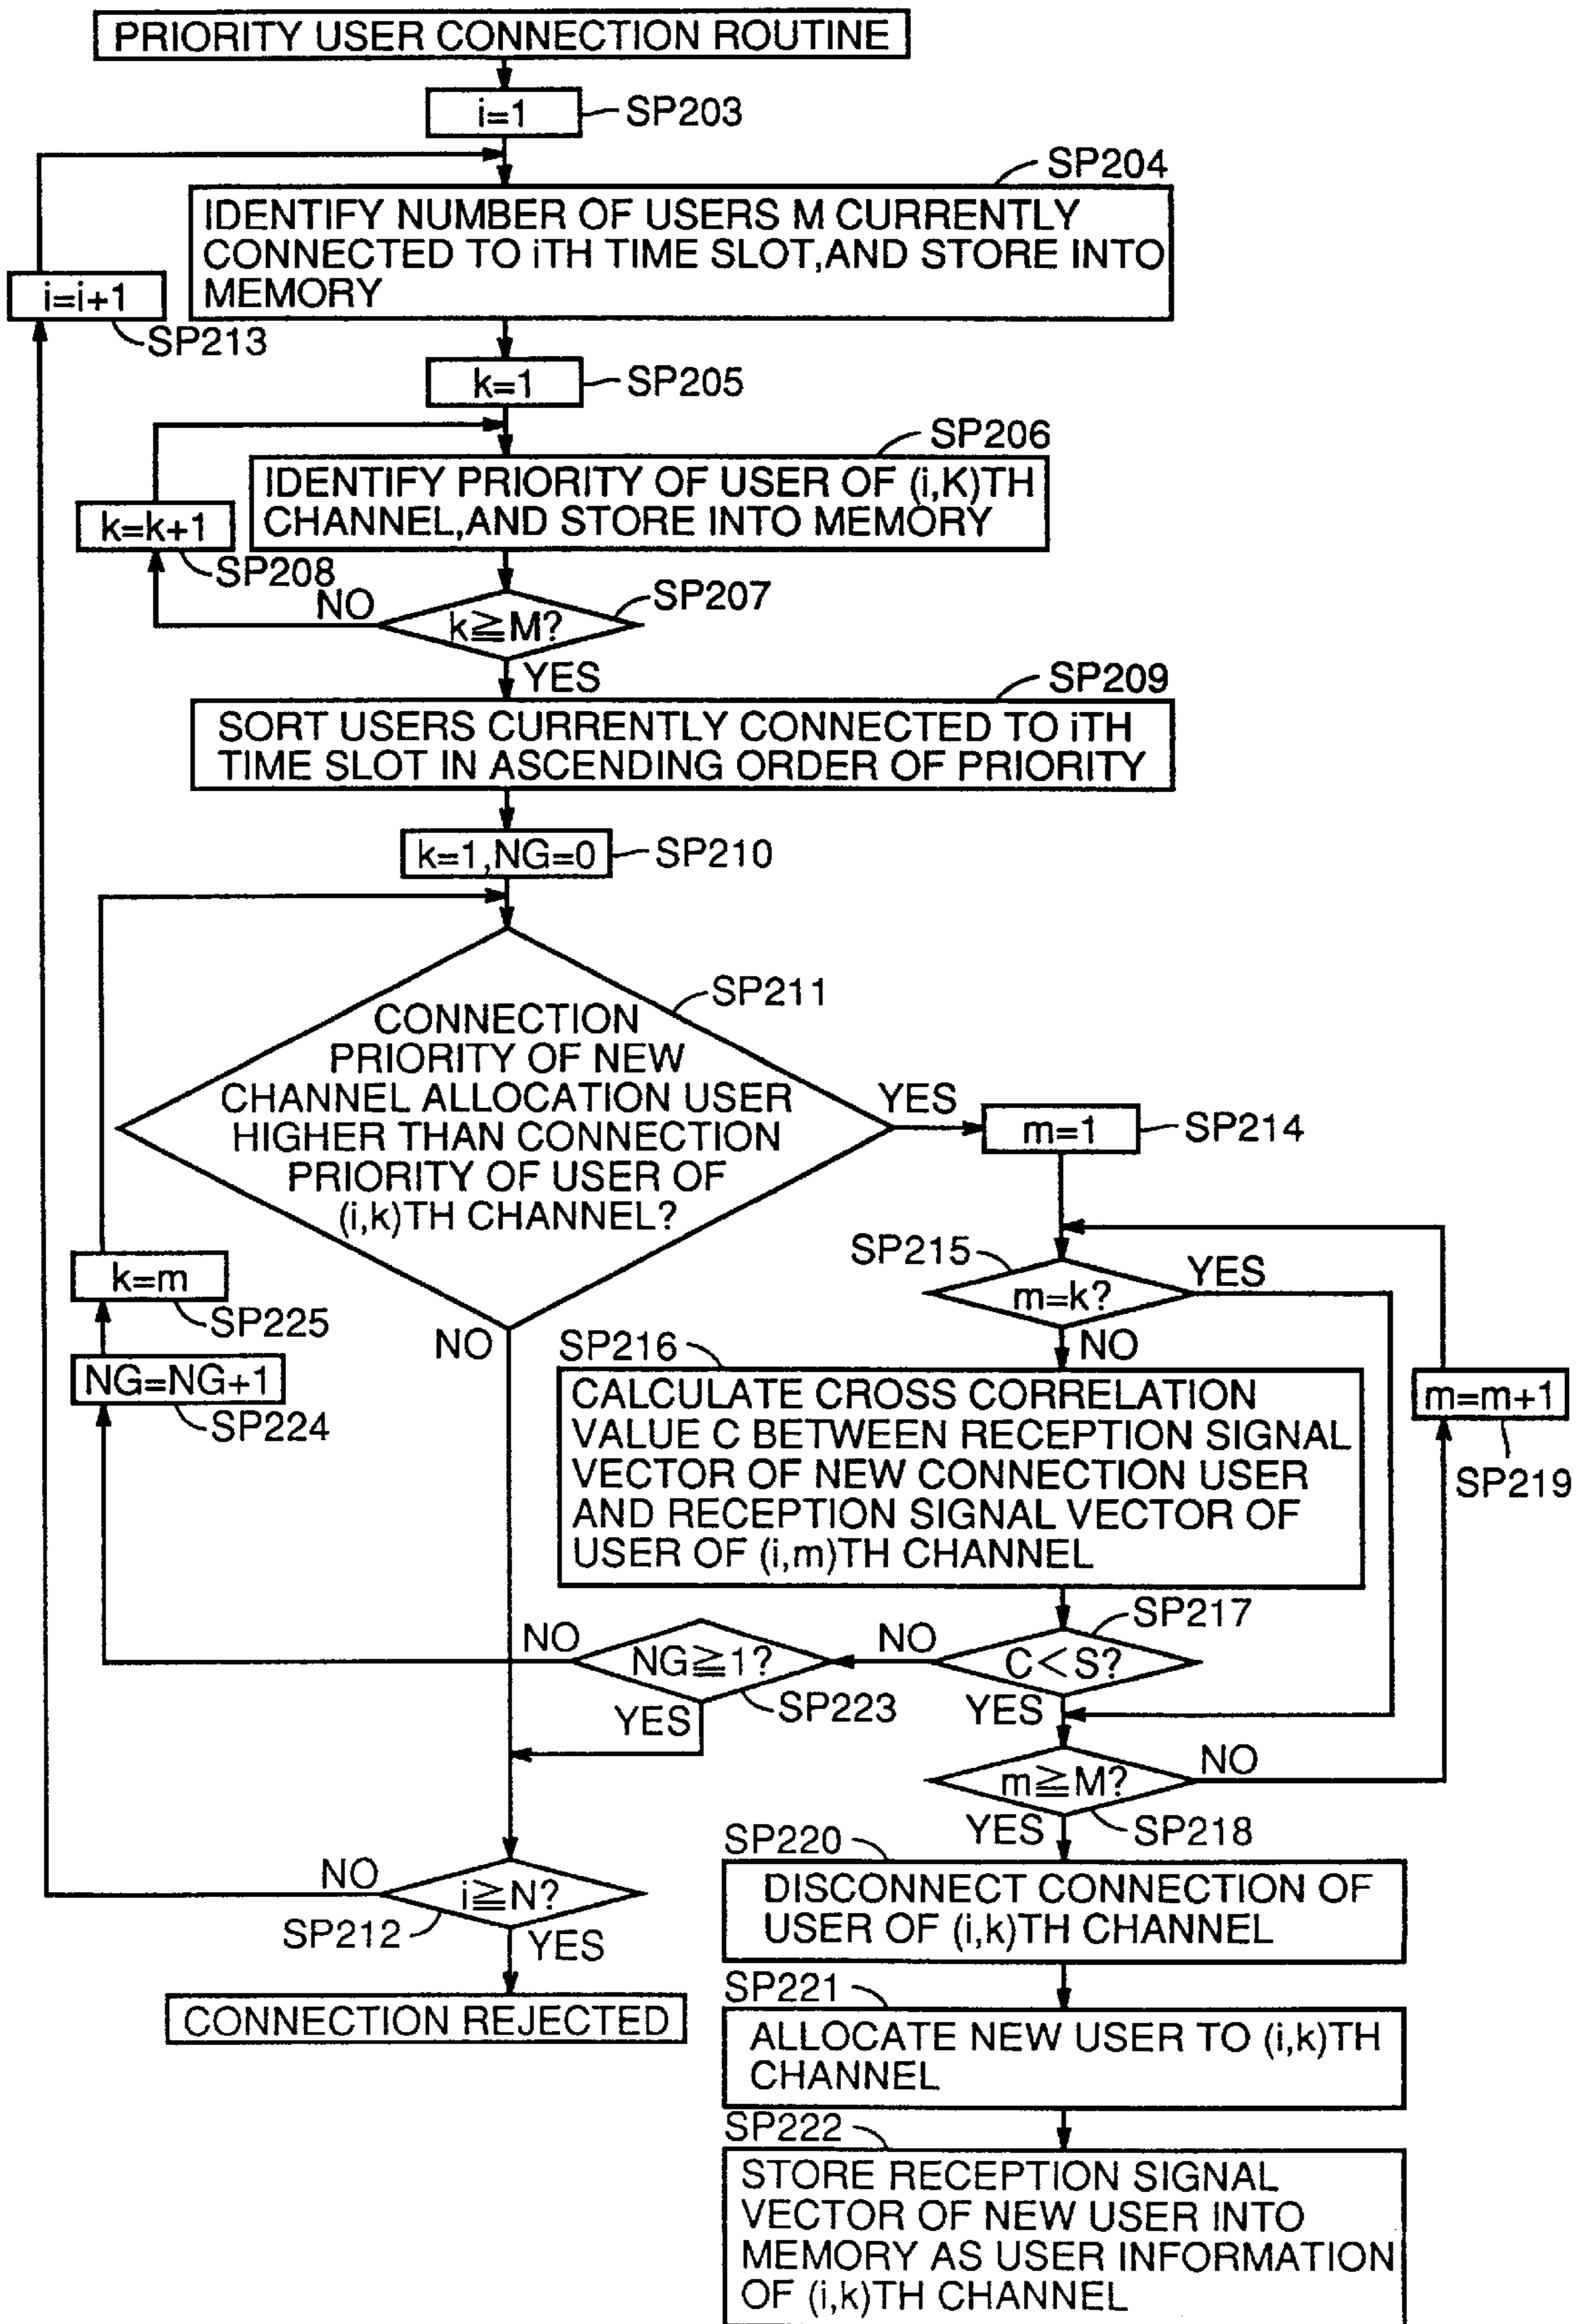 PRIORITY USER CONNECTION ROUTINE
i=1
SP203
SP204
IDENTIFY NUMBER OF USERS M CURRENTLY
CONNECTED TO iTH TIME SLOT,AND STORE INTO
MEMORY
i=i+1
SP213
k=1
SP205
SP206
IDENTIFY PRIORITY OF USER OF (i,K)TH
CHANNEL,AND STORE INTO MEMORY
k=k+1
SP208
NO
SP207
k≧M?
YES
SP209
SORT USERS CURRENTLY CONNECTED TO iTH
TIME SLOT IN ASCENDING ORDER OF PRIORITY
k=1,NG=0
SP210
SP211
CONNECTION
PRIORITY OF NEW
CHANNEL ALLOCATION USER
HIGHER THAN CONNECTION
PRIORITY OF USER OF
(i,k)TH CHANNEL?
YES
m=1
SP214
SP215
m=k?
YES
k=m
SP225
NO
SP216
NO
NG=NG+1
SP224
CALCULATE CROSS CORRELATION
VALUE C BETWEEN RECEPTION SIGNAL
VECTOR OF NEW CONNECTION USER
AND RECEPTION SIGNAL VECTOR OF
USER OF (i,m)TH CHANNEL
m=m+1
SP219
SP217
NO
NG≧1?
NO
C<S?
YES
SP223
YES
m≧M?
NO
YES
SP218
SP220
NO
i≧N?
SP212
YES
DISCONNECT CONNECTION OF
USER OF (i,k)TH CHANNEL
CONNECTION REJECTED
SP221
ALLOCATE NEW USER TO (i,k)TH
CHANNEL
SP222
STORE RECEPTION SIGNAL
VECTOR OF NEW USER INTO
MEMORY AS USER INFORMATION
OF (i,k)TH CHANNEL